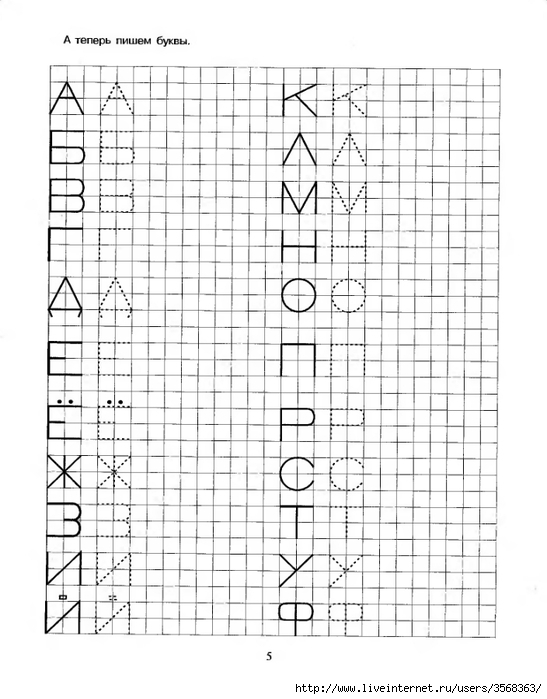 А теперь пишем буквы.
А А К К
Б Б Л Л
В В М М
Г Г Н Н
Д Д О О
Е Е П П
Ё Ё Р Р
Ж Ж С С
З З Т Т
И И У У
Й Й Ф Ф
5
http://www.liveinternet.ru/users/3568363/